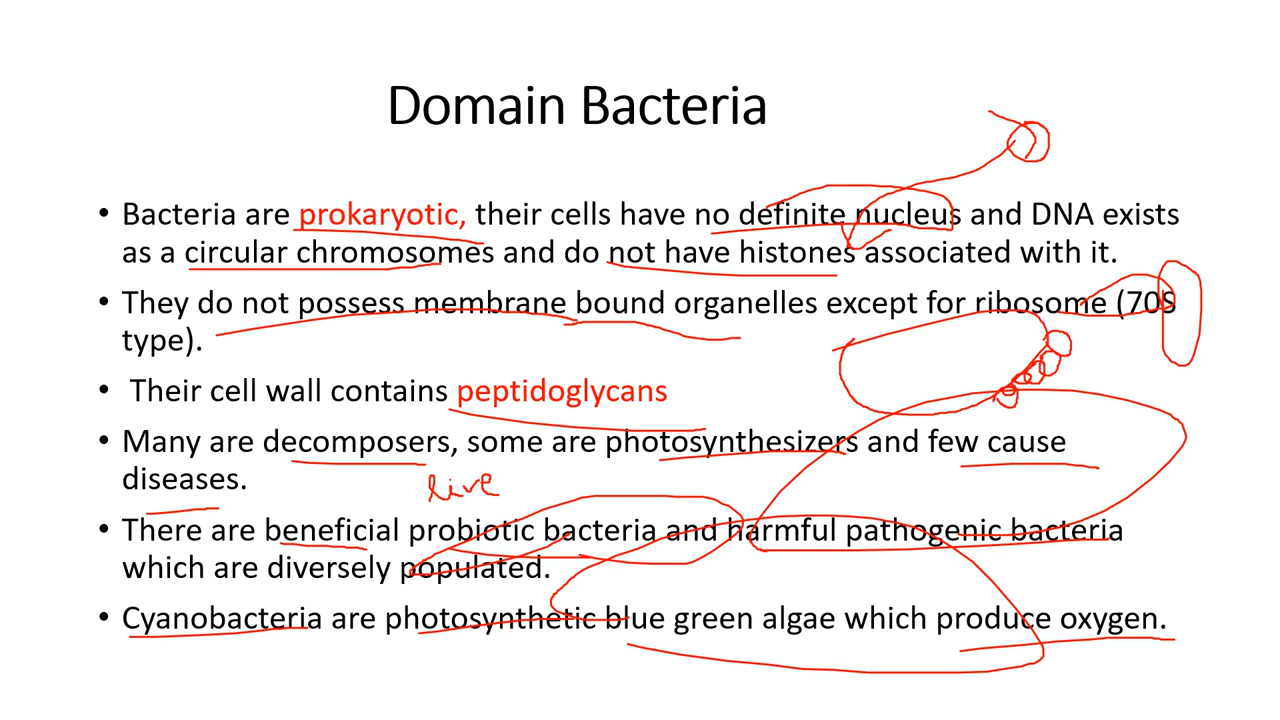 Domain Bacteria
• Bacteria are prokaryotic, their cells have no definite nucleus and DNA exists
as a circular chromosomes and do not have histones associated with it.
• They do not possess membrane bound organelles except for ribosome (70S
type).
• Their cell wall contains peptidoglycans
• Many are decomposers, some are photosynthesizers and few cause
diseases.
live
• There are beneficial probiotic bacteria and harmful pathogenic bacteria
which are diversely populated.
• Cyanobacteria are photosynthetic blue green algae which produce oxygen.